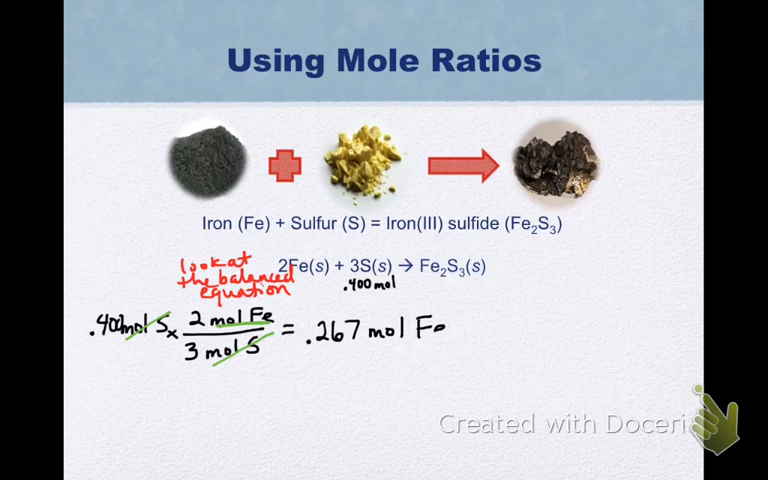 Using Mole Ratios
Iron (Fe) + Sulfur (S) = Iron(III) sulfide (Fe₂S₃)
look at
the balanced
equation
2Fe(s) + 3S(s) → Fe₂S₃(s)
.400 mol
.400 mol S x 2 mol Fe / 3 mol S = .267 mol Fe
Created with Doceri